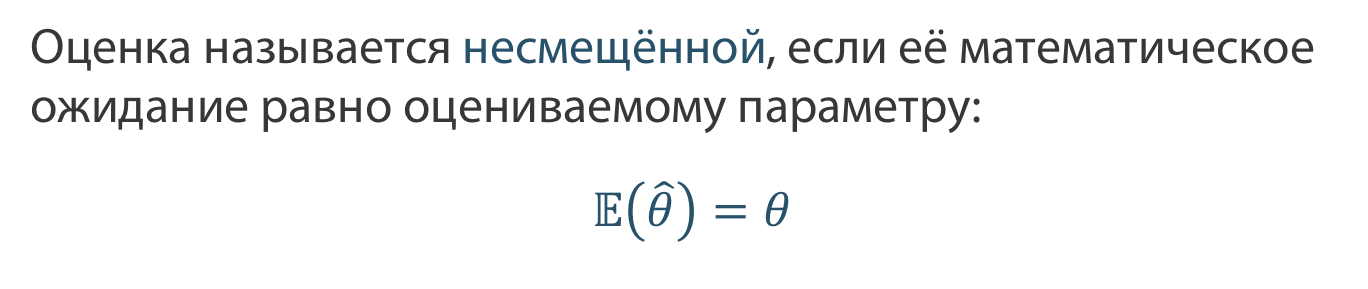 Оценка называется несмещённой, если её математическое
ожидание равно оцениваемому параметру:
𝔼(θ̂) = θ